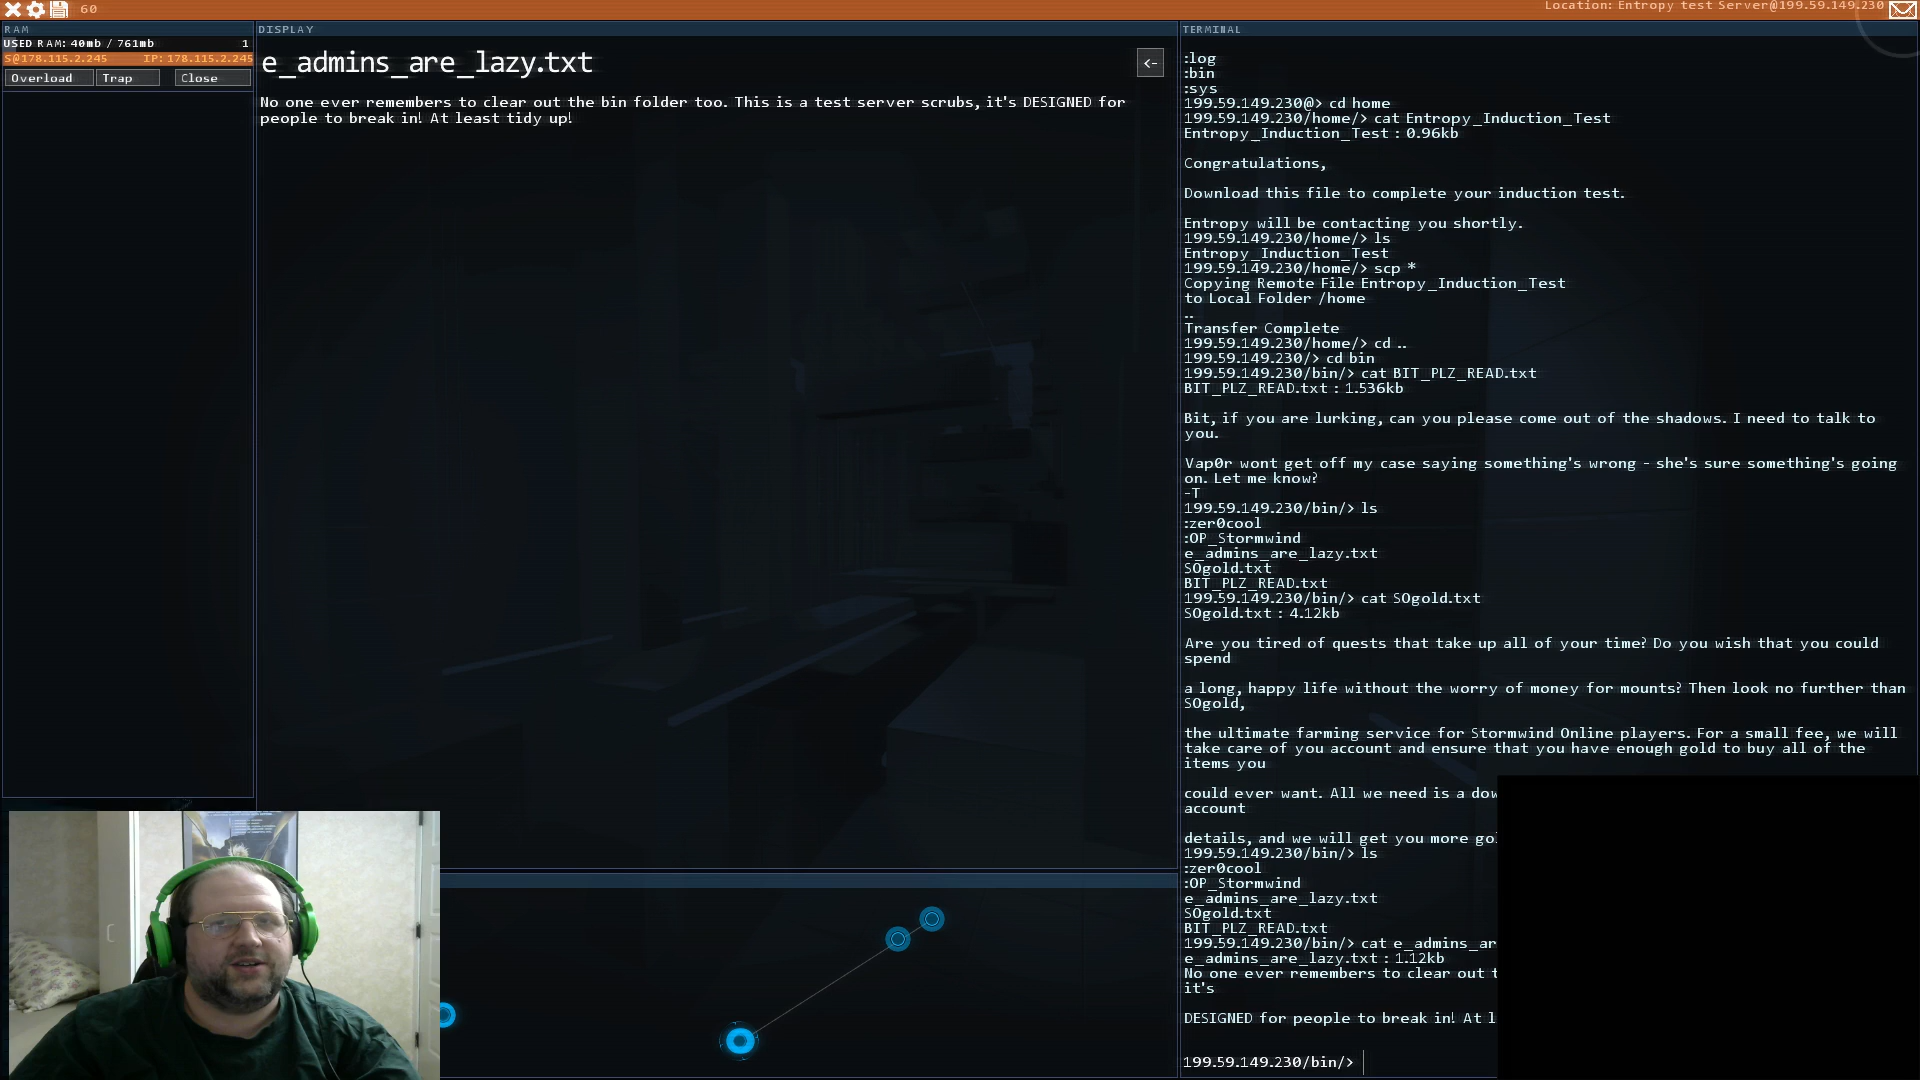 60
Location: Entropy test Server@199.59.149.230
RAM
USED RAM: 40mb / 761mb 1
S@178.115.2.245 IP: 178.115.2.245
Overload Trap Close
DISPLAY
e_admins_are_lazy.txt
<-
No one ever remembers to clear out the bin folder too. This is a test server scrubs, it's DESIGNED for
people to break in! At least tidy up!
TERMINAL
:log
:bin
:sys
199.59.149.230@> cd home
199.59.149.230/home/> cat Entropy_Induction_Test
Entropy_Induction_Test : 0.96kb
Congratulations,
Download this file to complete your induction test.
Entropy will be contacting you shortly.
199.59.149.230/home/> ls
Entropy_Induction_Test
199.59.149.230/home/> scp *
Copying Remote File Entropy_Induction_Test
to Local Folder /home
..
Transfer Complete
199.59.149.230/home/> cd ..
199.59.149.230/> cd bin
199.59.149.230/bin/> cat BIT_PLZ_READ.txt
BIT_PLZ_READ.txt : 1.536kb
Bit, if you are lurking, can you please come out of the shadows. I need to talk to
you.
Vap0r wont get off my case saying something's wrong - she's sure something's going
on. Let me know?
-T
199.59.149.230/bin/> ls
:zer0cool
:OP_Stormwind
e_admins_are_lazy.txt
SOgold.txt
BIT_PLZ_READ.txt
199.59.149.230/bin/> cat SOgold.txt
SOgold.txt : 4.12kb
Are you tired of quests that take up all of your time? Do you wish that you could
spend
a long, happy life without the worry of money for mounts? Then look no further than
SOgold,
the ultimate farming service for Stormwind Online players. For a small fee, we will
take care of you account and ensure that you have enough gold to buy all of the
items you
could ever want. All we need is a dow
account
details, and we will get you more gol
199.59.149.230/bin/> ls
:zer0cool
:OP_Stormwind
e_admins_are_lazy.txt
SOgold.txt
BIT_PLZ_READ.txt
199.59.149.230/bin/> cat e_admins_ar
e_admins_are_lazy.txt : 1.12kb
No one ever remembers to clear out t
it's
DESIGNED for people to break in! At l
199.59.149.230/bin/>